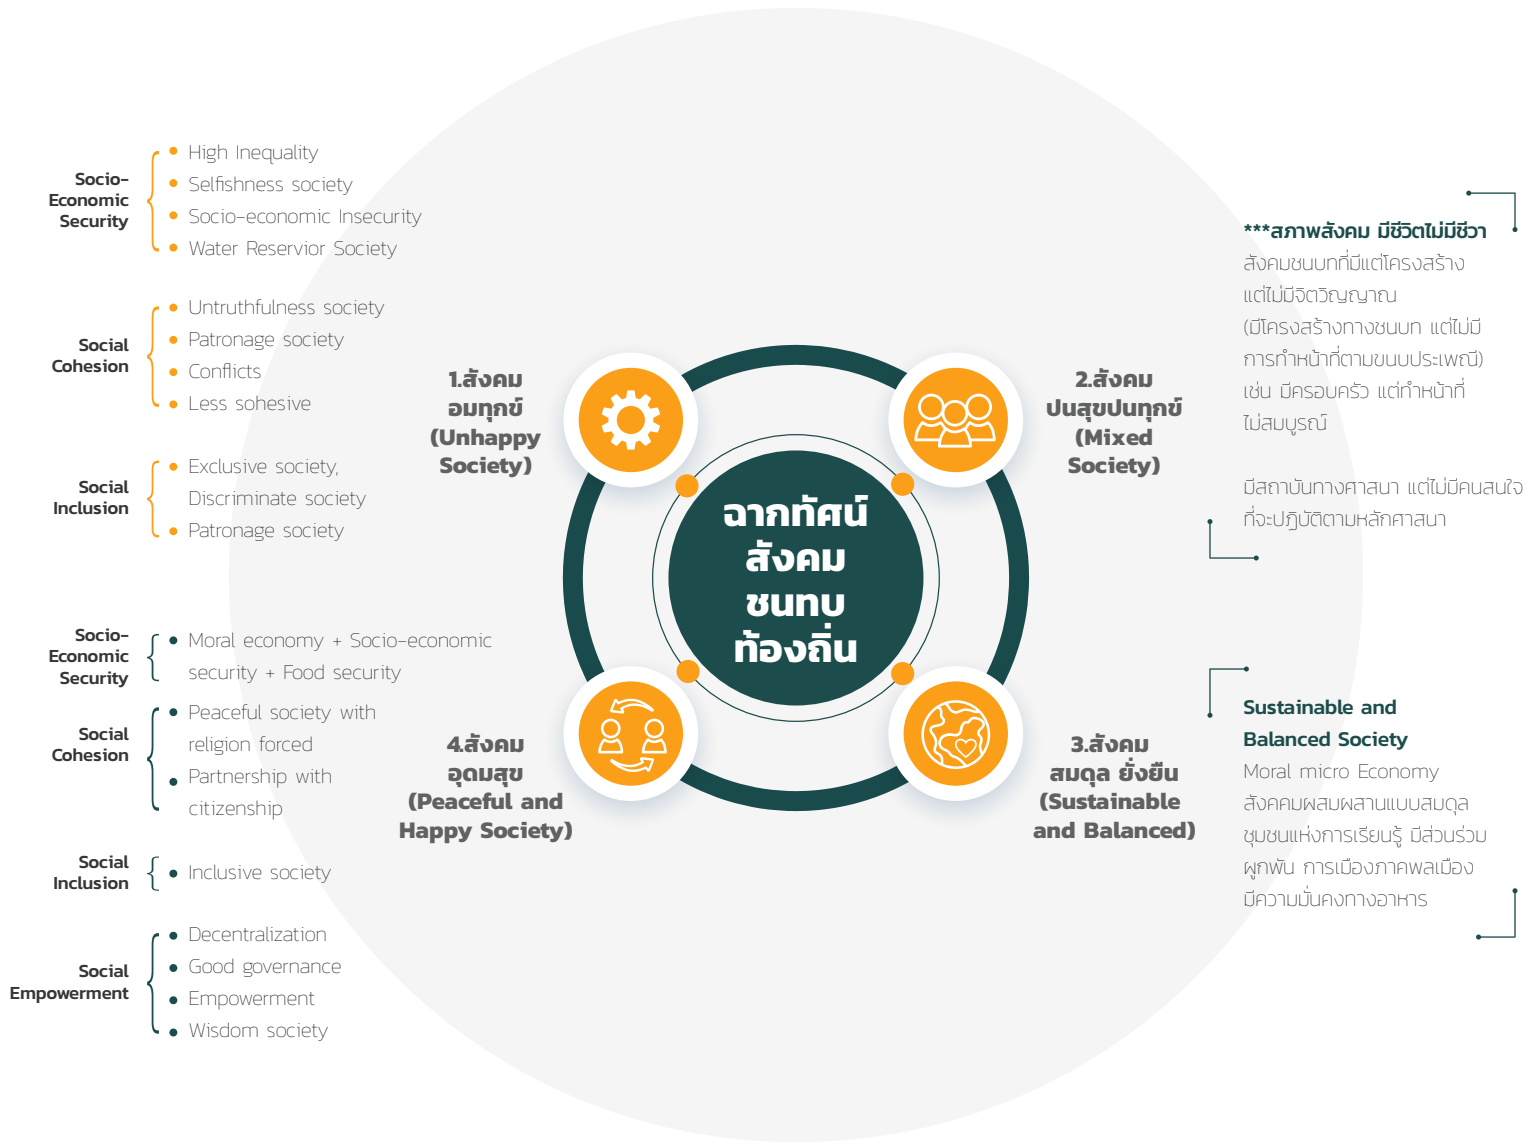 Socio-
Economic
Security
High Inequality
Selfishness society
Socio-economic Insecurity
Water Reservior Society
Social
Cohesion
Untruthfulness society
Patronage society
Conflicts
Less sohesive
Social
Inclusion
Exclusive society,
Discriminate society
Patronage society
1.สังคม
อมทุกข์
(Unhappy
Society)
2.สังคม
ปนสุขปนทุกข์
(Mixed
Society)
***สภาพสังคม มีชีวิตไม่มีชีวา
สังคมชนบทที่มีแต่โครงสร้าง
แต่ไม่มีจิตวิญญาณ
(มีโครงสร้างทางชนบท แต่ไม่มี
การทำหน้าที่ตามขนบประเพณี)
เช่น มีครอบครัว แต่ทำหน้าที่
ไม่สมบูรณ์
มีสถาบันทางศาสนา แต่ไม่มีคนสนใจ
ที่จะปฏิบัติตามหลักศาสนา
ฉากทัศน์
สังคม
ชนทบ
ท้องถิ่น
Socio-
Economic
Security
Moral economy + Socio-economic
security + Food security
Social
Cohesion
Peaceful society with
religion forced
Partnership with
citizenship
Social
Inclusion
Inclusive society
Social
Empowerment
Decentralization
Good governance
Empowerment
Wisdom society
4.สังคม
อุดมสุข
(Peaceful and
Happy Society)
3.สังคม
สมดุล ยั่งยืน
(Sustainable
and Balanced)
Sustainable and
Balanced Society
Moral micro Economy
สังคคมผสมผสานแบบสมดุล
ชุมชนแห่งการเรียนรู้ มีส่วนร่วม
ผูกพัน การเมืองภาคพลเมือง
มีความมั่นคงทางอาหาร